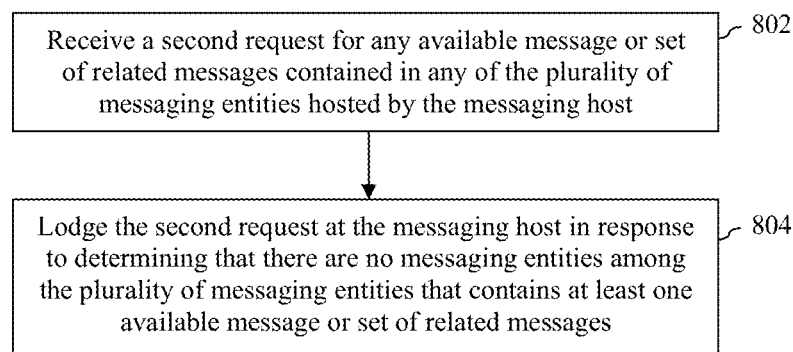 Receive a second request for any available message or set
of related messages contained in any of the plurality of
messaging entities hosted by the messaging host
802
Lodge the second request at the messaging host in response
to determining that there are no messaging entities among
the plurality of messaging entities that contains at least one
available message or set of related messages
804